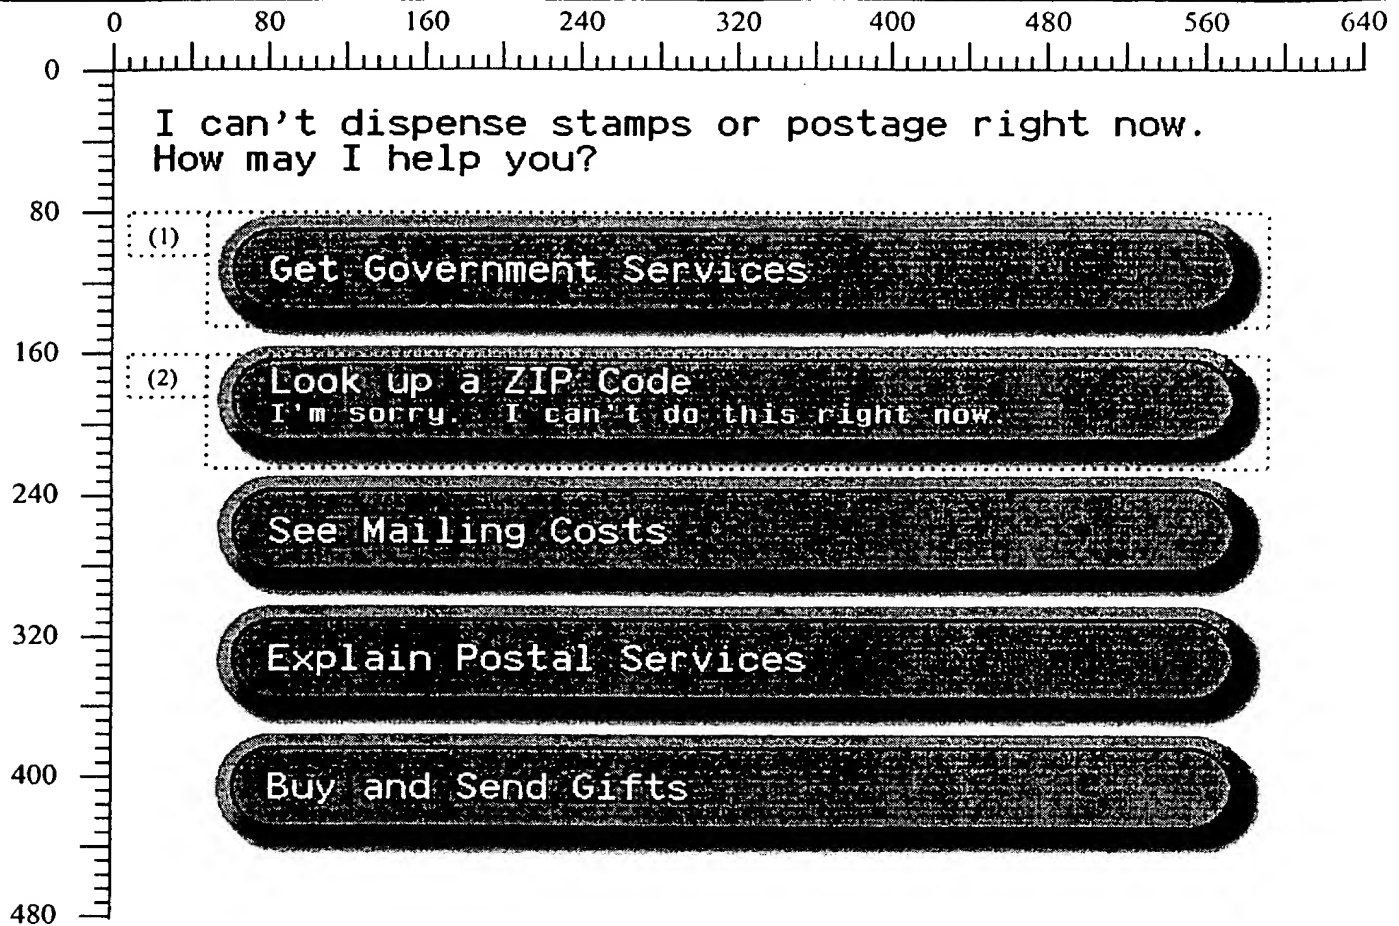 0 80 160 240 320 400 480 560 640
0
I can't dispense stamps or postage right now.
How may I help you?
80
(1)
Get Government Services
160
(2)
Look up a ZIP Code
I'm sorry.  I can't do this right now.
240
See Mailing Costs
320
Explain Postal Services
400
Buy and Send Gifts
480